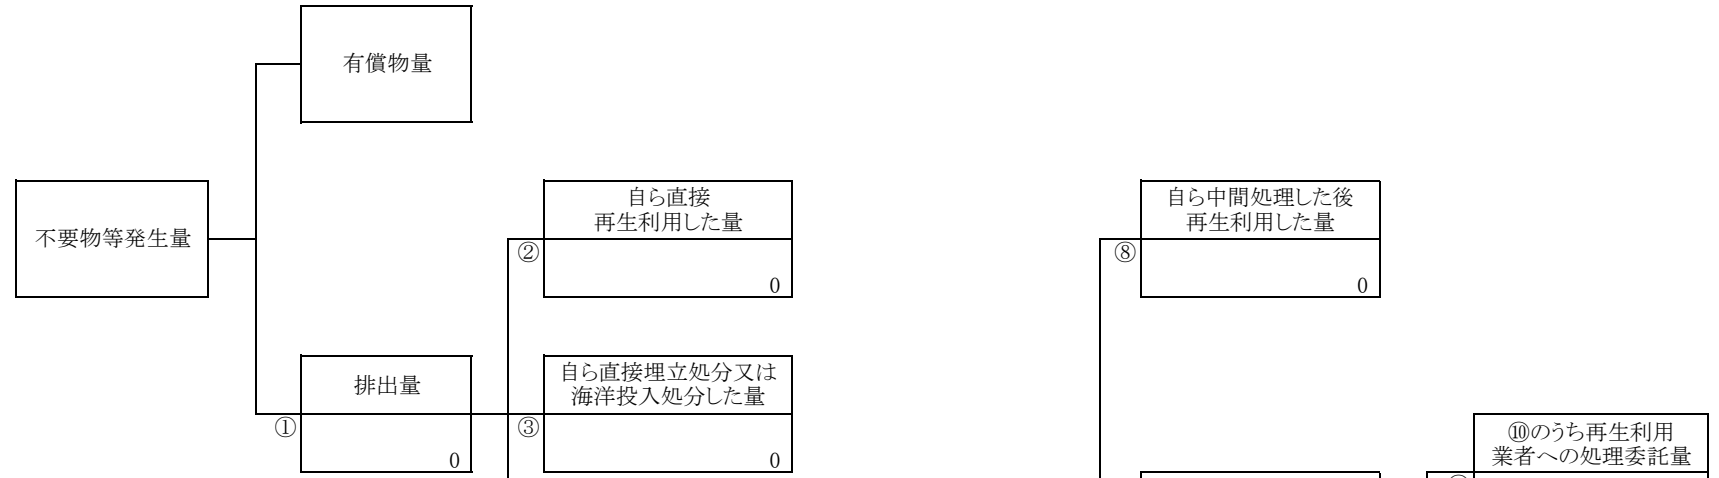 有償物量
不要物等発生量
自ら直接
再生利用した量
②
0
自ら中間処理した後
再生利用した量
⑧
0
排出量
①
0
自ら直接埋立処分又は
海洋投入処分した量
③
0
⑩のうち再生利用
業者への処理委託量